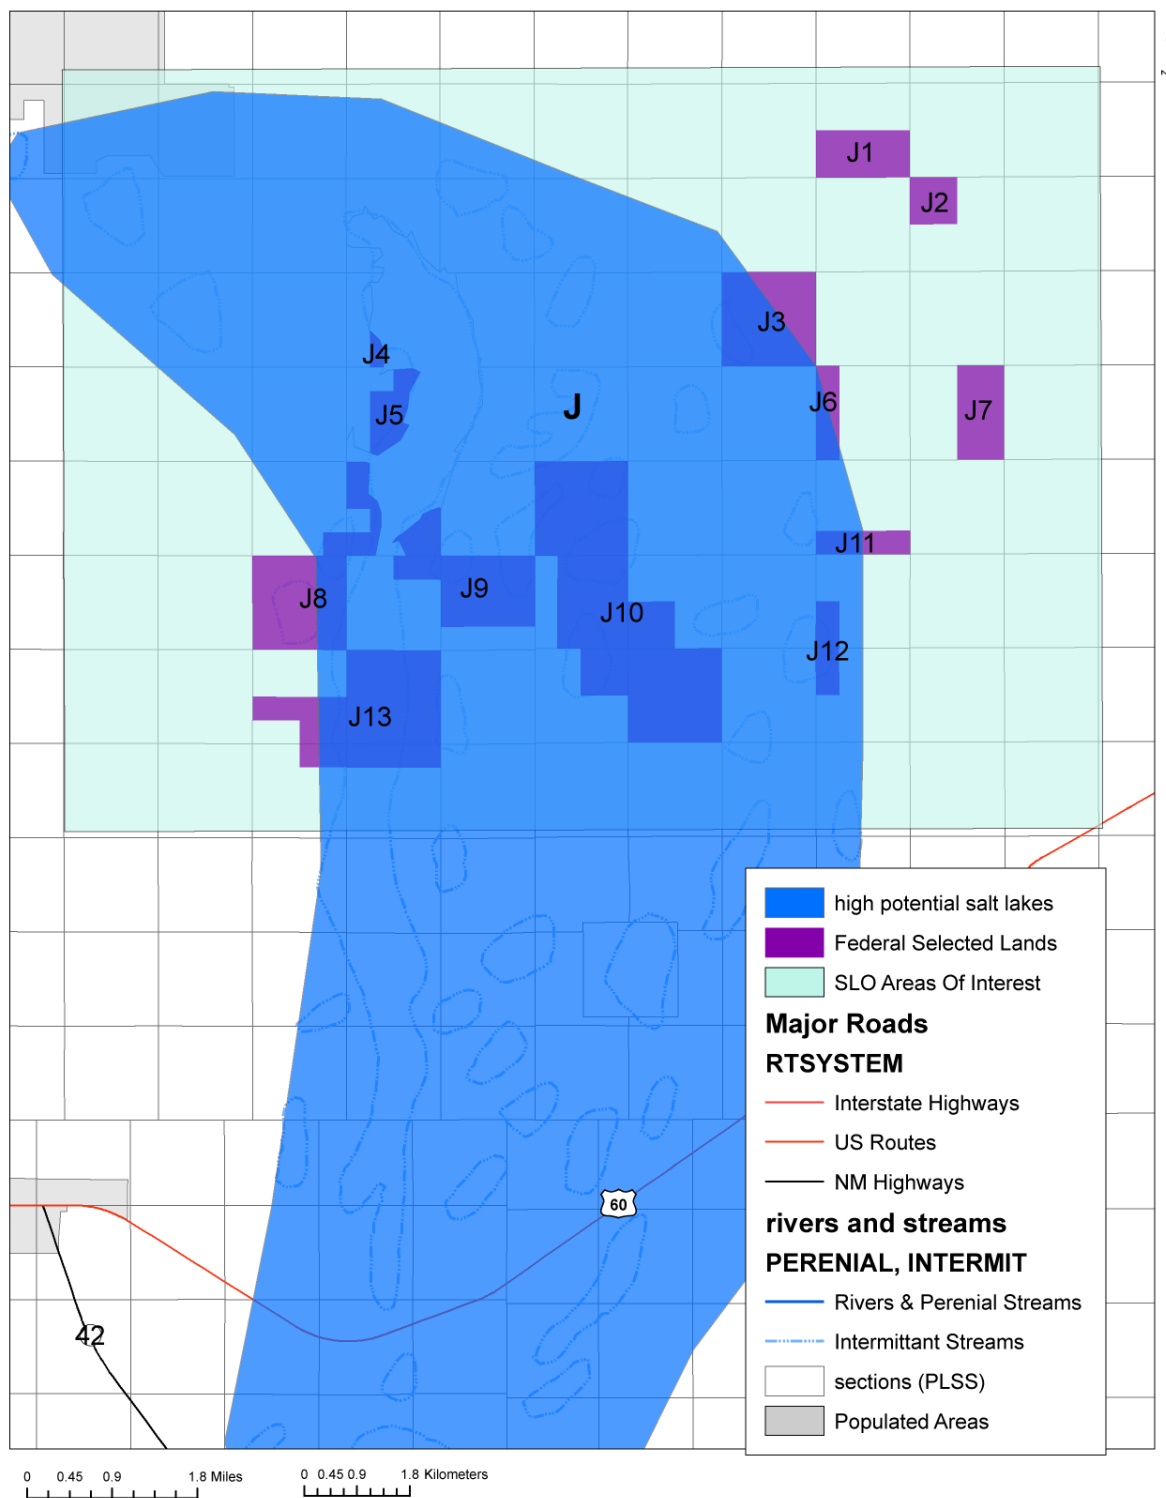 J1
J2
J3
J4
J
J5
J6
J7
J11
J8
J9
J10
J12
J13
high potential salt lakes
Federal Selected Lands
SLO Areas Of Interest
Major Roads
RTSYSTEM
Interstate Highways
US Routes
NM Highways
60
rivers and streams
PERENIAL, INTERMIT
Rivers & Perenial Streams
Intermittant Streams
42
sections (PLSS)
Populated Areas
0 0.45 0.9 1.8 Miles
0 0.45 0.9 1.8 Kilometers